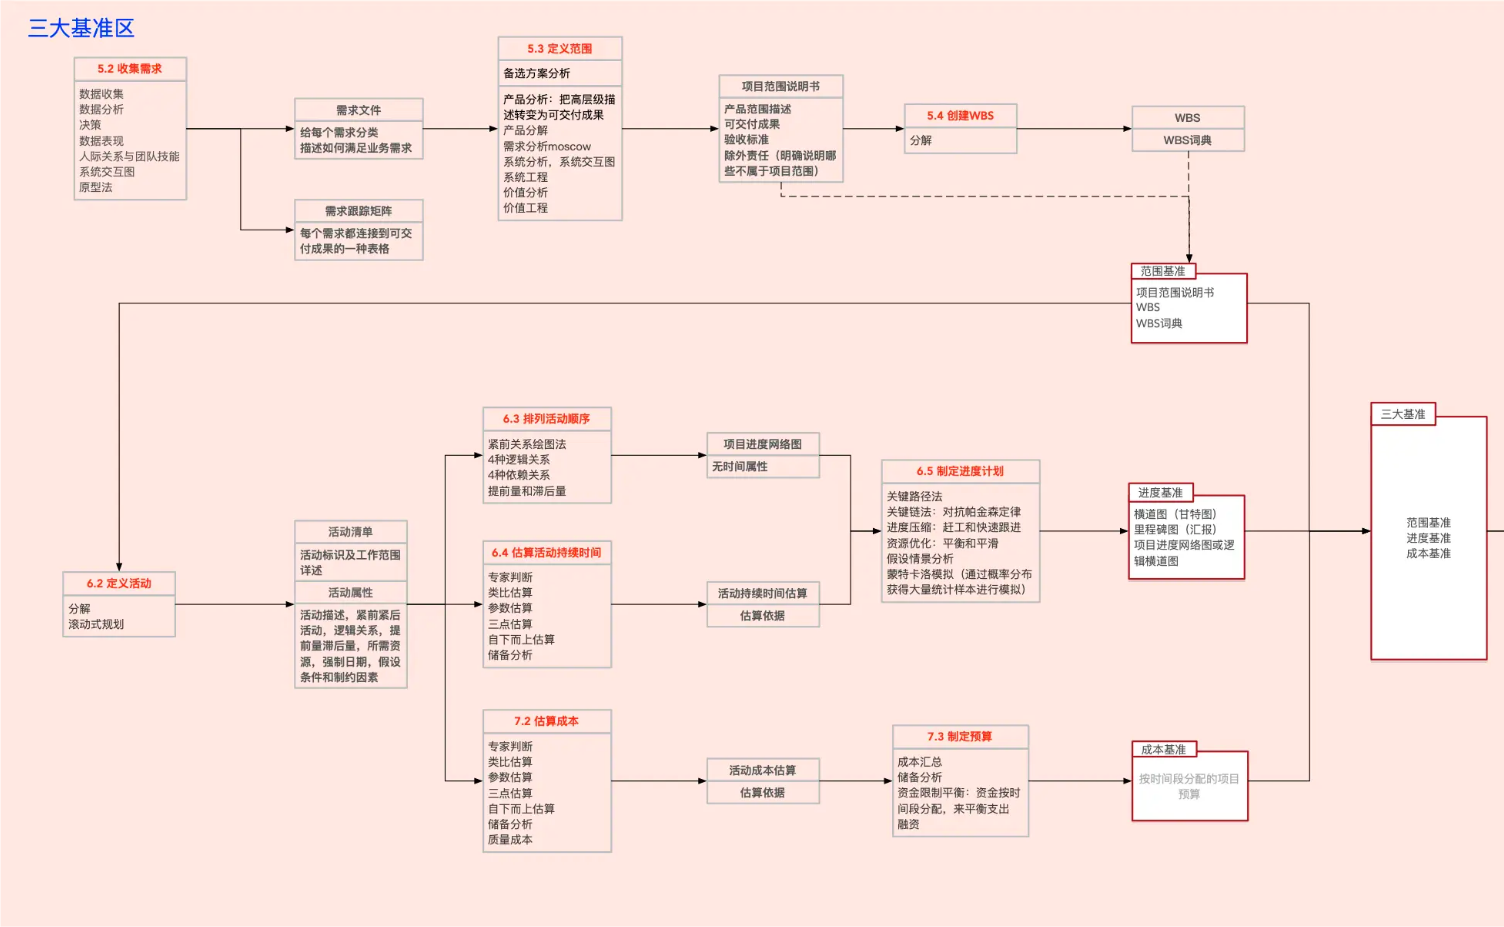 三大基准区
5.2 收集需求
数据收集
数据分析
决策
数据表现
人际关系与团队技能
系统交互图
原型法
需求文件
给每个需求分类
描述如何满足业务需求
需求跟踪矩阵
每个需求都连接到可交
付成果的一种表格
5.3 定义范围
备选方案分析
产品分析：把高层级描
述转变为可交付成果
产品分解
需求分析moscow
系统分析，系统交互图
系统工程
价值分析
价值工程
项目范围说明书
产品范围描述
可交付成果
验收标准
除外责任（明确说明哪
些不属于项目范围）
5.4 创建WBS
分解
WBS
WBS词典
范围基准
项目范围说明书
WBS
WBS词典
6.2 定义活动
分解
滚动式规划
活动清单
活动标识及工作范围
详述
活动属性
活动描述，紧前紧后
活动，逻辑关系，提
前量滞后量，所需资
源，强制日期，假设
条件和制约因素
6.3 排列活动顺序
紧前关系绘图法
4种逻辑关系
4种依赖关系
提前量和滞后量
项目进度网络图
无时间属性
6.4 估算活动持续时间
专家判断
类比估算
参数估算
三点估算
自下而上估算
储备分析
活动持续时间估算
估算依据
6.5 制定进度计划
关键路径法
关键链法：对抗帕金森定律
进度压缩：赶工和快速跟进
资源优化：平衡和平滑
假设情景分析
蒙特卡洛模拟（通过概率分布
获得大量统计样本进行模拟）
进度基准
横道图（甘特图）
里程碑图（汇报）
项目进度网络图或逻
辑横道图
7.2 估算成本
专家判断
类比估算
参数估算
三点估算
自下而上估算
储备分析
质量成本
活动成本估算
估算依据
7.3 制定预算
成本汇总
储备分析
资金限制平衡：资金按时
间段分配，来平衡支出
融资
成本基准
按时间段分配的项目
预算
三大基准
范围基准
进度基准
成本基准